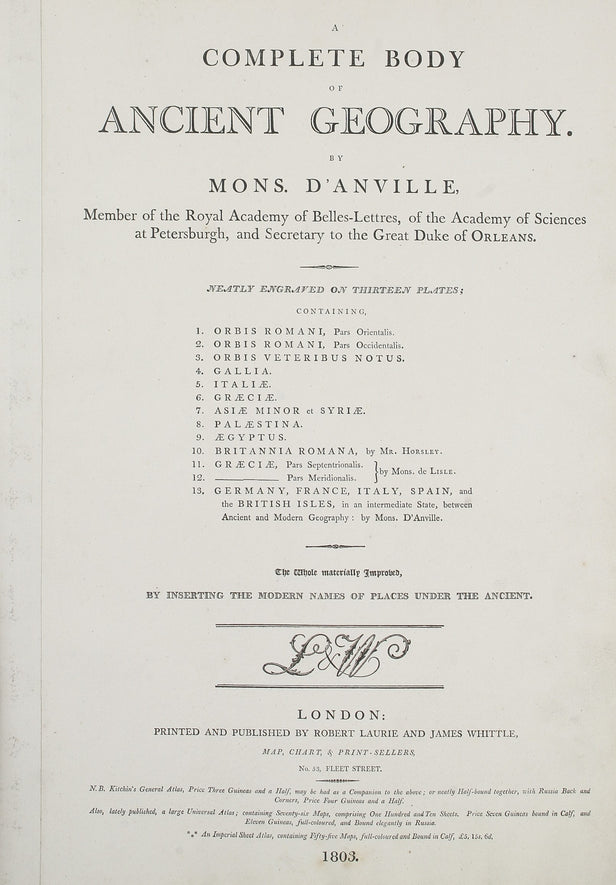 A
COMPLETE BODY
OF
ANCIENT GEOGRAPHY.
BY
MONS. D'ANVILLE,
Member of the Royal Academy of Belles-Lettres, of the Academy of Sciences
at Petersburgh, and Secretary to the Great Duke of ORLEANS.
NEATLY ENGRAVED ON THIRTEEN PLATES;
CONTAINING,
1. ORBIS ROMANI, Pars Orientalis.
2. ORBIS ROMANI, Pars Occidentalis.
3. ORBIS VETERIBUS NOTUS.
4. GALLIA.
5. ITALIÆ.
6. GRÆCIÆ.
7. ASIÆ MINOR et SYRIÆ.
8. PALÆSTINA.
9. ÆGYPTUS.
10. BRITANNIA ROMANA, by MR. HORSLEY.
11. GRÆCIÆ, Pars Septentrionalis. } by Mons. de LISLE.
12. ———— Pars Meridionalis.
13. GERMANY, FRANCE, ITALY, SPAIN, and
the BRITISH ISLES, in an intermediate State, between
Ancient and Modern Geography: by Mons. D'Anville.
The Whole materially Improved,
BY INSERTING THE MODERN NAMES OF PLACES UNDER THE ANCIENT.
L&W
LONDON:
PRINTED AND PUBLISHED BY ROBERT LAURIE AND JAMES WHITTLE,
MAP, CHART, & PRINT-SELLERS,
No. 53, FLEET STREET.
N.B. Kitchin's General Atlas, Price Three Guineas and a Half, may be had as a Companion to the above; or neatly Half-bound together, with Russia Back and
Corners, Price Four Guineas and a Half.
Also, lately published, a large Universal Atlas; containing Seventy-six Maps, comprising One Hundred and Ten Sheets. Price Seven Guineas bound in Calf, and
Eleven Guineas, full-coloured, and Bound elegantly in Russia.
*⁎* An Imperial Sheet Atlas, containing Fifty-five Maps, full-coloured and Bound in Calf, £5. 15s. 6d.
1803.